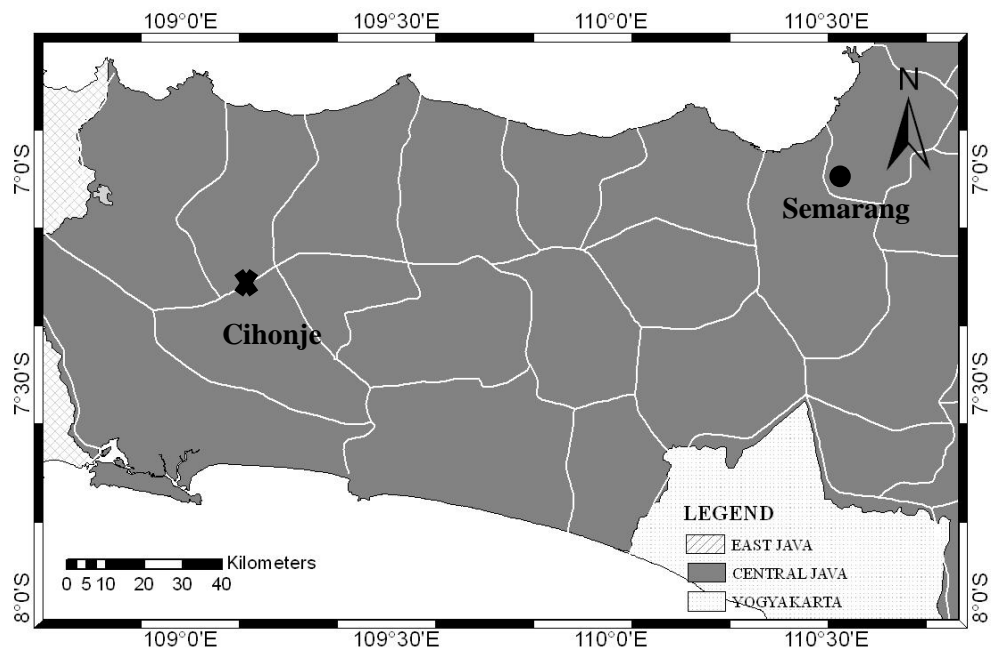 109°0'E 109°30'E 110°0'E 110°30'E
N
7°0'S 7°0'S
Semarang
Cihonje
7°30'S 7°30'S
LEGEND
EAST JAVA
Kilometers
0 5 10 20 30 40
CENTRAL JAVA
YOGYAKARTA
8°0'S 8°0'S
109°0'E 109°30'E 110°0'E 110°30'E